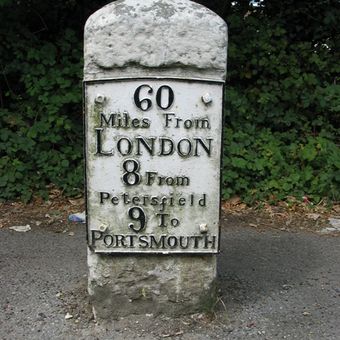 60
Miles From
LONDON
8 From
Petersfield
9 To
PORTSMOUTH